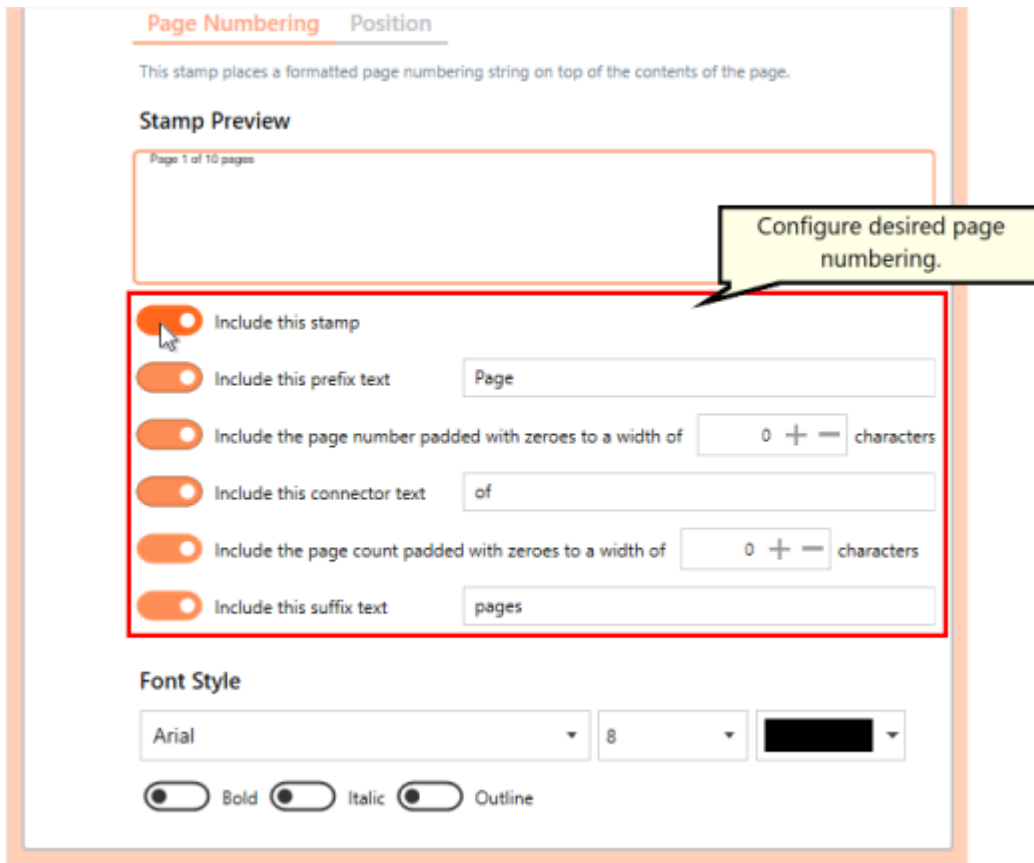 Page Numbering Position
This stamp places a formatted page numbering string on top of the contents of the page.
Stamp Preview
Page 1 of 10 pages
Configure desired page
numbering.
Include this stamp
Include this prefix text Page
Include the page number padded with zeroes to a width of 0 characters
Include this connector text of
Include the page count padded with zeroes to a width of 0 characters
Include this suffix text pages
Font Style
Arial 8
Bold Italic Outline